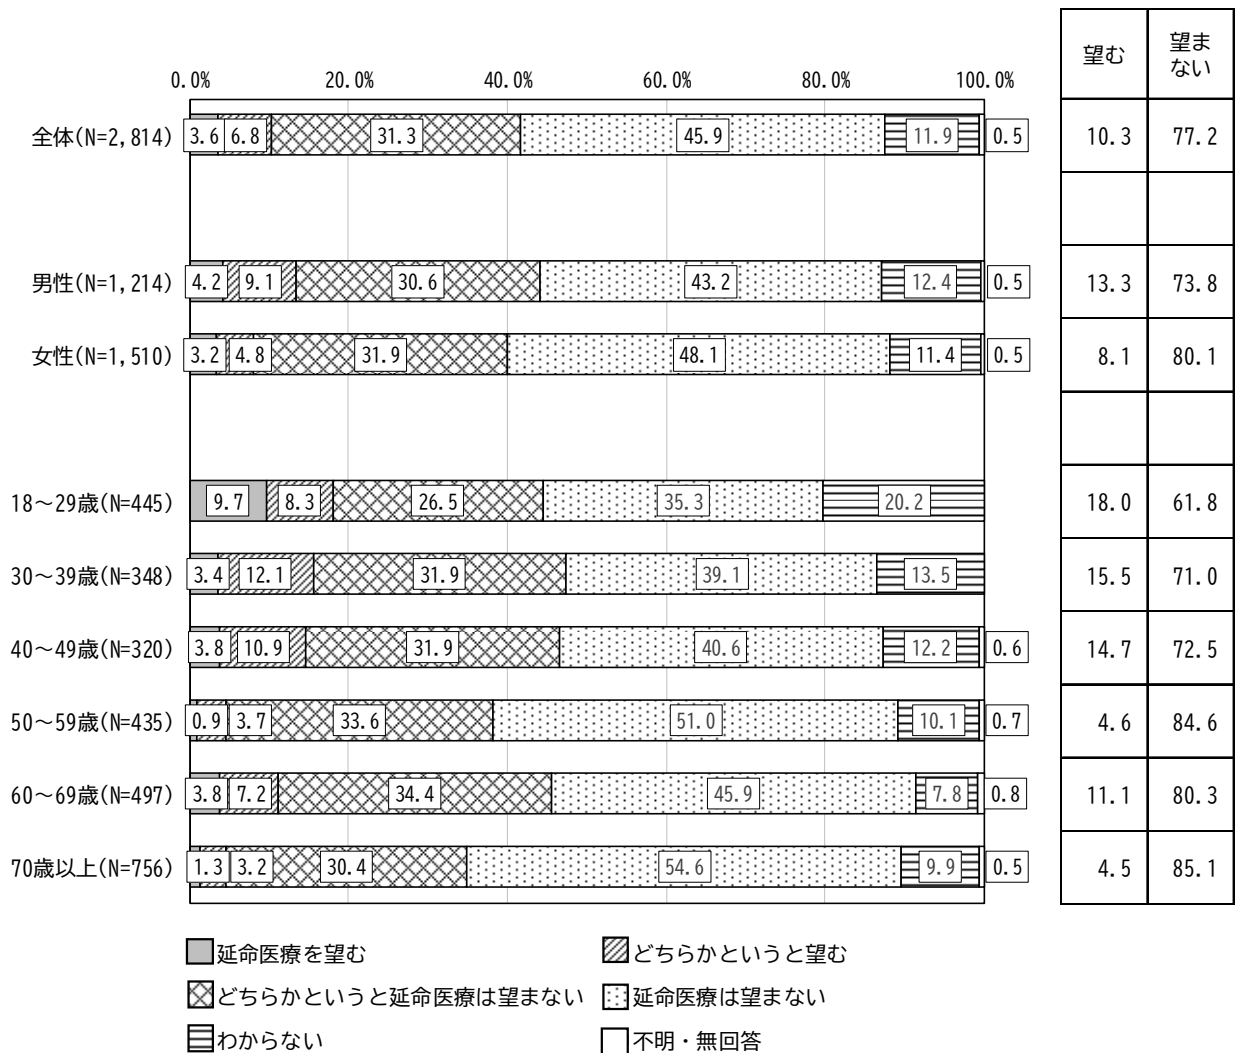 望む 望ま
ない
0.0% 20.0% 40.0% 60.0% 80.0% 100.0%
全体(N=2,814) 3.6 6.8 31.3 45.9 11.9 0.5 10.3 77.2
男性(N=1,214) 4.2 9.1 30.6 43.2 12.4 0.5 13.3 73.8
女性(N=1,510) 3.2 4.8 31.9 48.1 11.4 0.5 8.1 80.1
18～29歳(N=445) 9.7 8.3 26.5 35.3 20.2 18.0 61.8
30～39歳(N=348) 3.4 12.1 31.9 39.1 13.5 15.5 71.0
40～49歳(N=320) 3.8 10.9 31.9 40.6 12.2 0.6 14.7 72.5
50～59歳(N=435) 0.9 3.7 33.6 51.0 10.1 0.7 4.6 84.6
60～69歳(N=497) 3.8 7.2 34.4 45.9 7.8 0.8 11.1 80.3
70歳以上(N=756) 1.3 3.2 30.4 54.6 9.9 0.5 4.5 85.1
延命医療を望む どちらかというと望む
どちらかというと延命医療は望まない 延命医療は望まない
わからない 不明・無回答